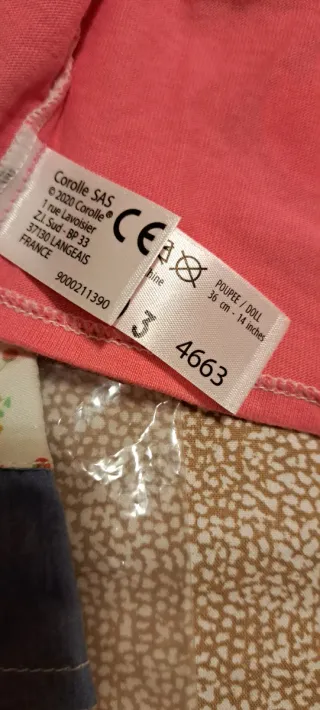 Corolle SAS
© 2020 Corolle®
1 rue Lavoisier
Z.I. Sud - BP 33
37130 LANGEAIS
FRANCE
CE
9000211390
POUPEE / DOLL
36 cm - 14 inches
3
4663